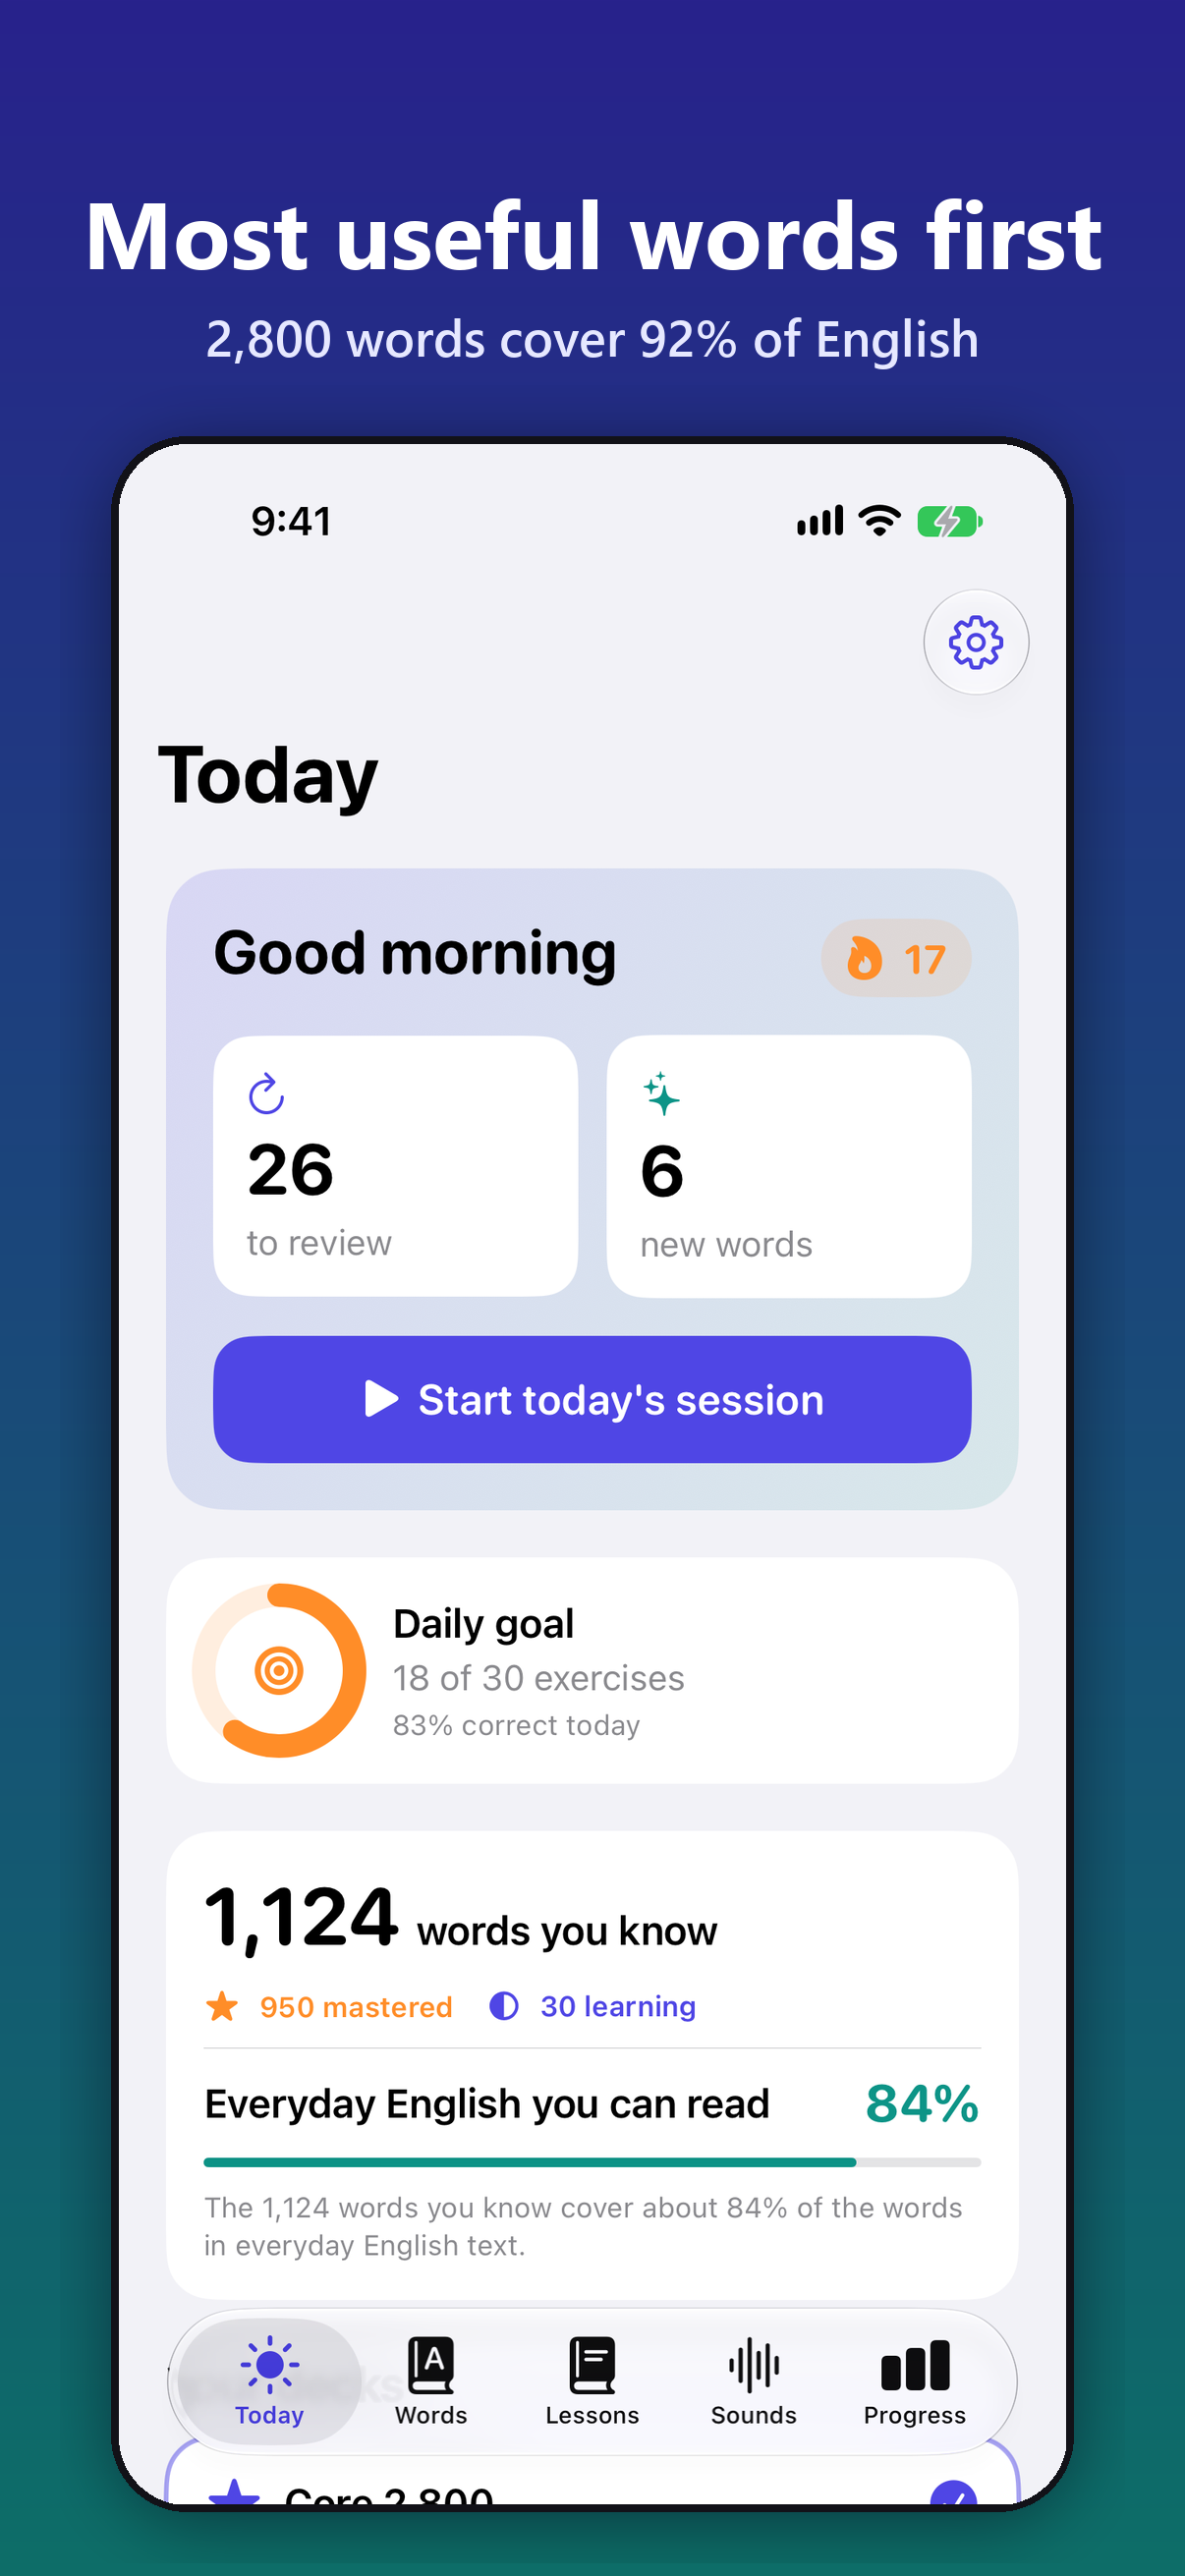 Most useful words first
2,800 words cover 92% of English
9:41
Today
Good morning
17
26
to review
6
new words
Start today's session
Daily goal
18 of 30 exercises
83% correct today
1,124 words you know
950 mastered 30 learning
Everyday English you can read 84%
The 1,124 words you know cover about 84% of the words
in everyday English text.
Today Words Lessons Sounds Progress
Core 2,800